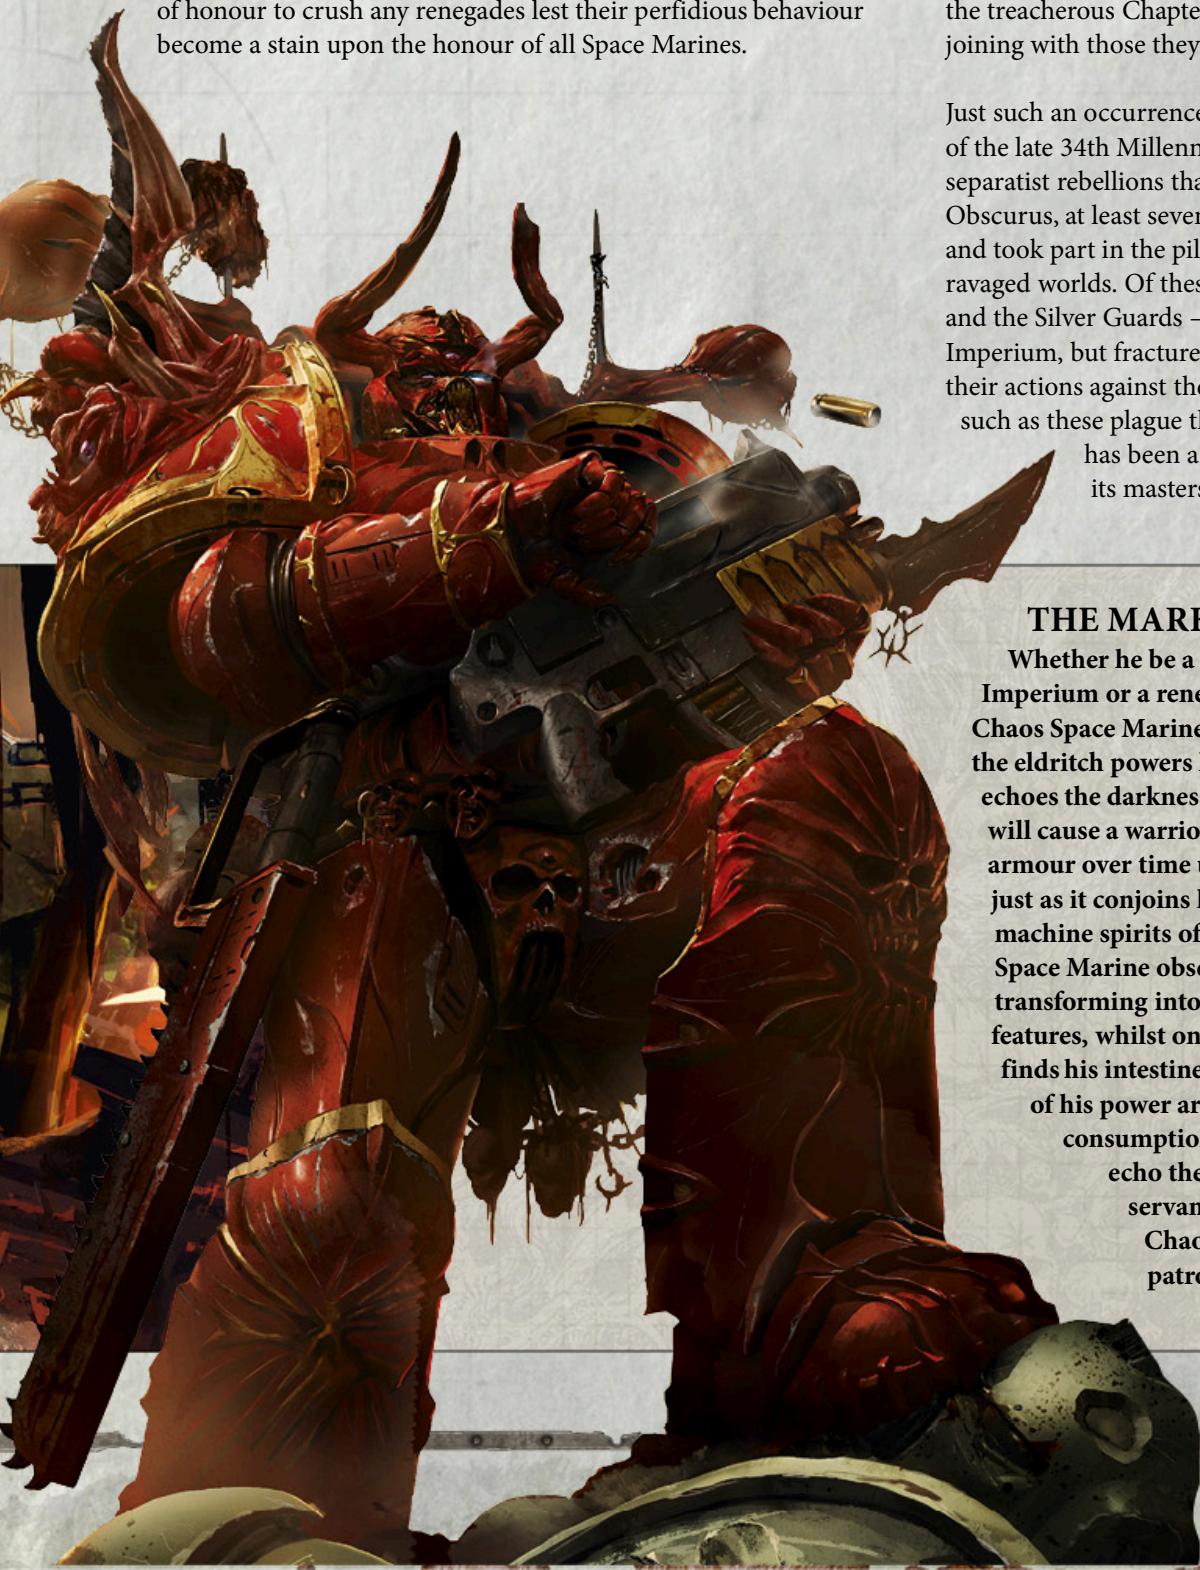 of honour to crush any renegades lest their perfidious behaviour
become a stain upon the honour of all Space Marines.
the treacherous Chapte
joining with those they
Just such an occurrence
of the late 34th Millenn
separatist rebellions tha
Obscurus, at least seven
and took part in the pil
ravaged worlds. Of thes
and the Silver Guards –
Imperium, but fracture
their actions against the
such as these plague th
has been a
its masters
THE MARK
Whether he be a
Imperium or a rene
Chaos Space Marine
the eldritch powers
echoes the darknes
will cause a warrio
armour over time
just as it conjoins
machine spirits of
Space Marine obse
transforming into
features, whilst on
finds his intestine
of his power ar
consumptio
echo the
servan
Chao
patro